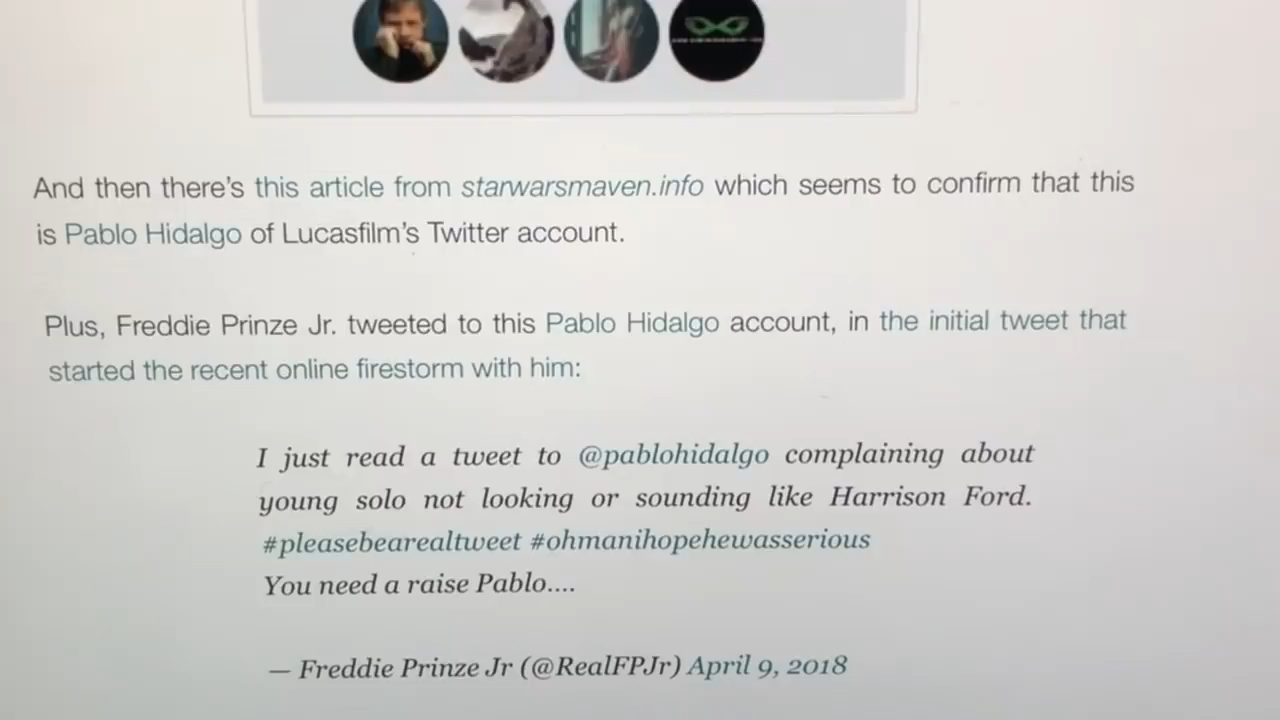 And then there's this article from starwarsmaven.info which seems to confirm that this
is Pablo Hidalgo of Lucasfilm's Twitter account.
Plus, Freddie Prinze Jr. tweeted to this Pablo Hidalgo account, in the initial tweet that
started the recent online firestorm with him:
I just read a tweet to @pablohidalgo complaining about
young solo not looking or sounding like Harrison Ford.
#pleasebearealtweet #ohmanihopehewasserious
You need a raise Pablo....
— Freddie Prinze Jr (@RealFPJr) April 9, 2018